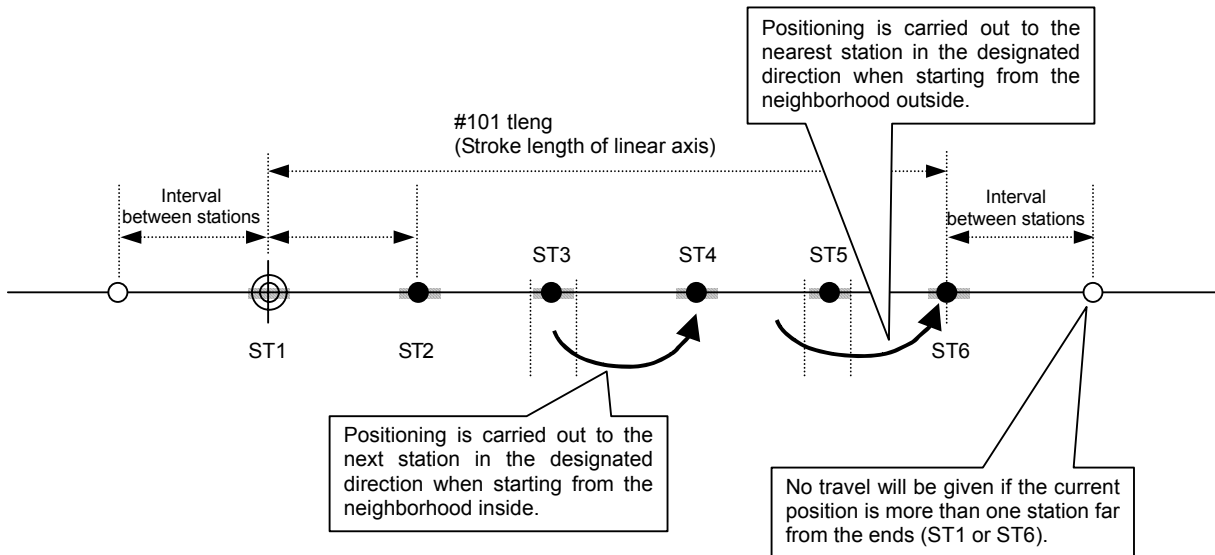 Positioning is carried out to the
nearest station in the designated
direction when starting from the
neighborhood outside.
#101 tleng
(Stroke length of linear axis)
Interval
between stations
Interval
between stations
ST3
ST4
ST5
ST1
ST2
ST6
Positioning is carried out to the
next station in the designated
direction when starting from the
neighborhood inside.
No travel will be given if the current
position is more than one station far
from the ends (ST1 or ST6).